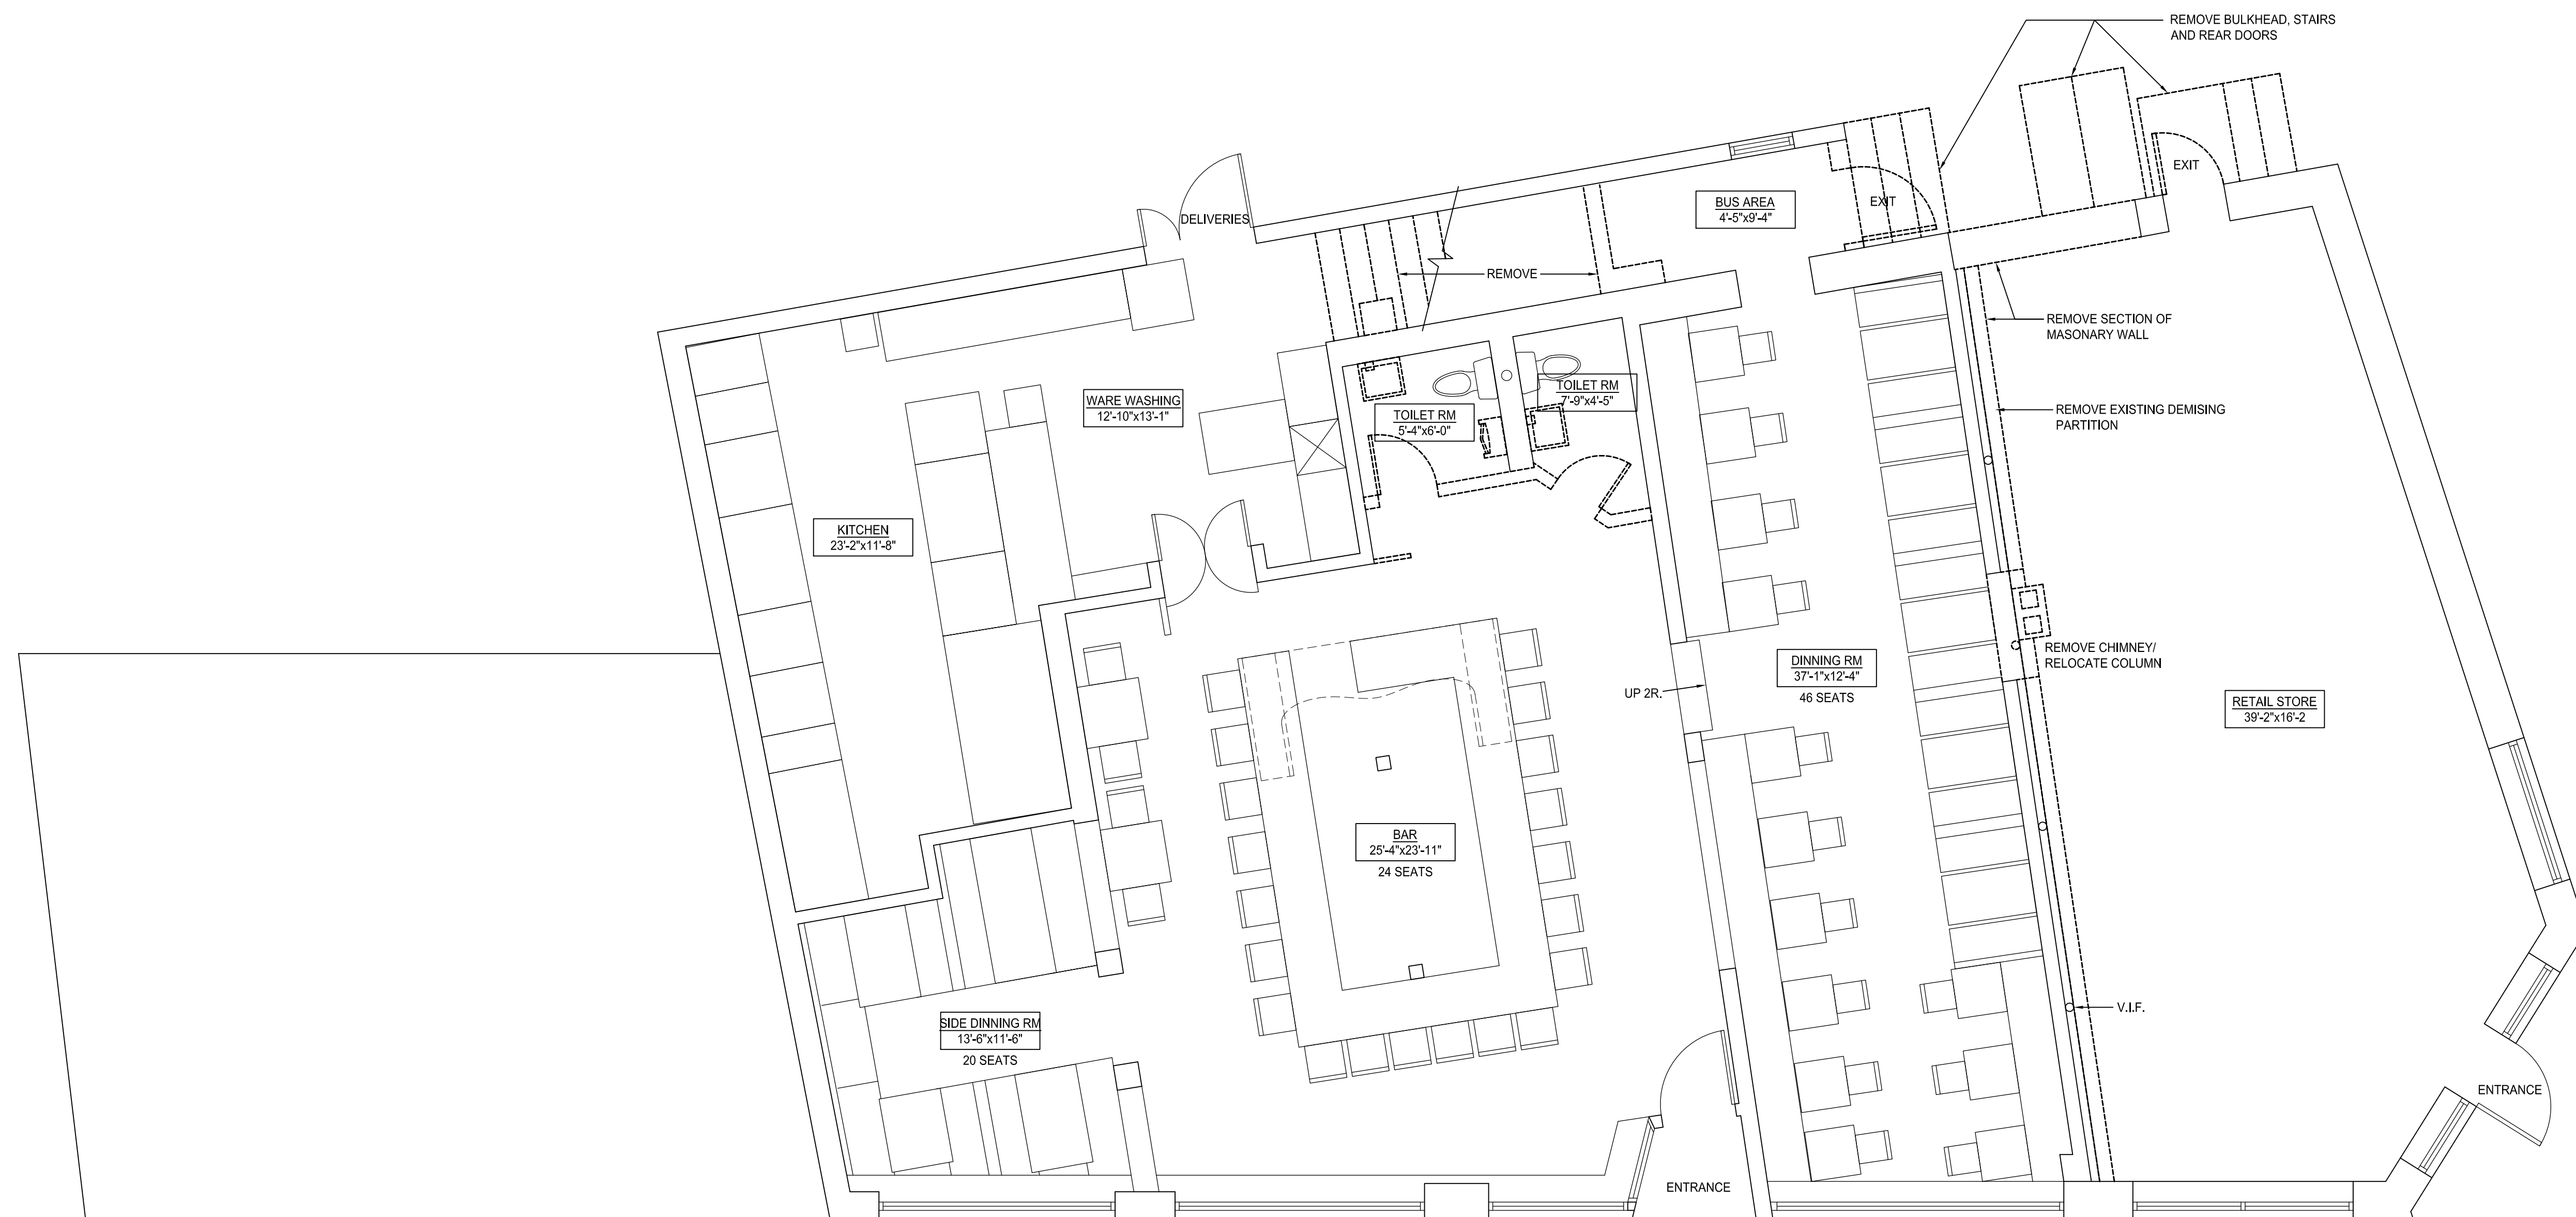 REMOVE BULKHEAD, STAIRS
AND REAR DOORS
EXIT
BUS AREA
4'-5"x9'-4"
EXIT
DELIVERIES
REMOVE
REMOVE SECTION OF
MASONARY WALL
WARE WASHING
12'-10"x13'-1"
TOILET RM
5'-4"x6'-0"
TOILET RM
7'-9"x4'-5"
REMOVE EXISTING DEMISING
PARTITION
KITCHEN
23'-2"x11'-8"
REMOVE CHIMNEY/
RELOCATE COLUMN
UP 2R.
DINNING RM
37'-1"x12'-4"
46 SEATS
RETAIL STORE
39'-2"x16'-2
BAR
25'-4"x23'-11"
24 SEATS
V.I.F.
SIDE DINNING RM
13'-6"x11'-6"
20 SEATS
ENTRANCE
ENTRANCE